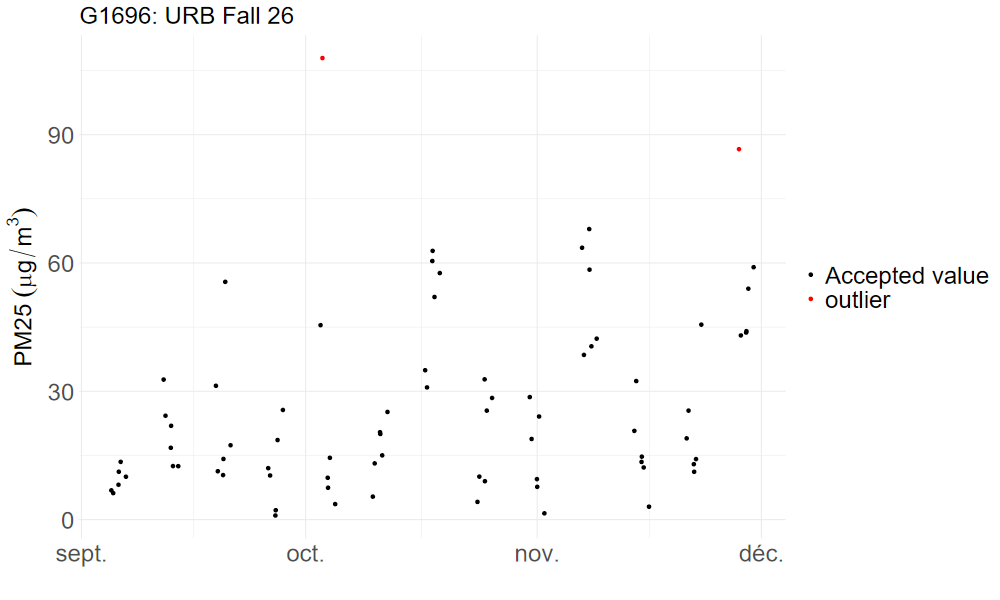 G1696: URB Fall 26
PM25 (μg/m³)
90
60
30
0
sept.
oct.
nov.
déc.
Accepted value
outlier